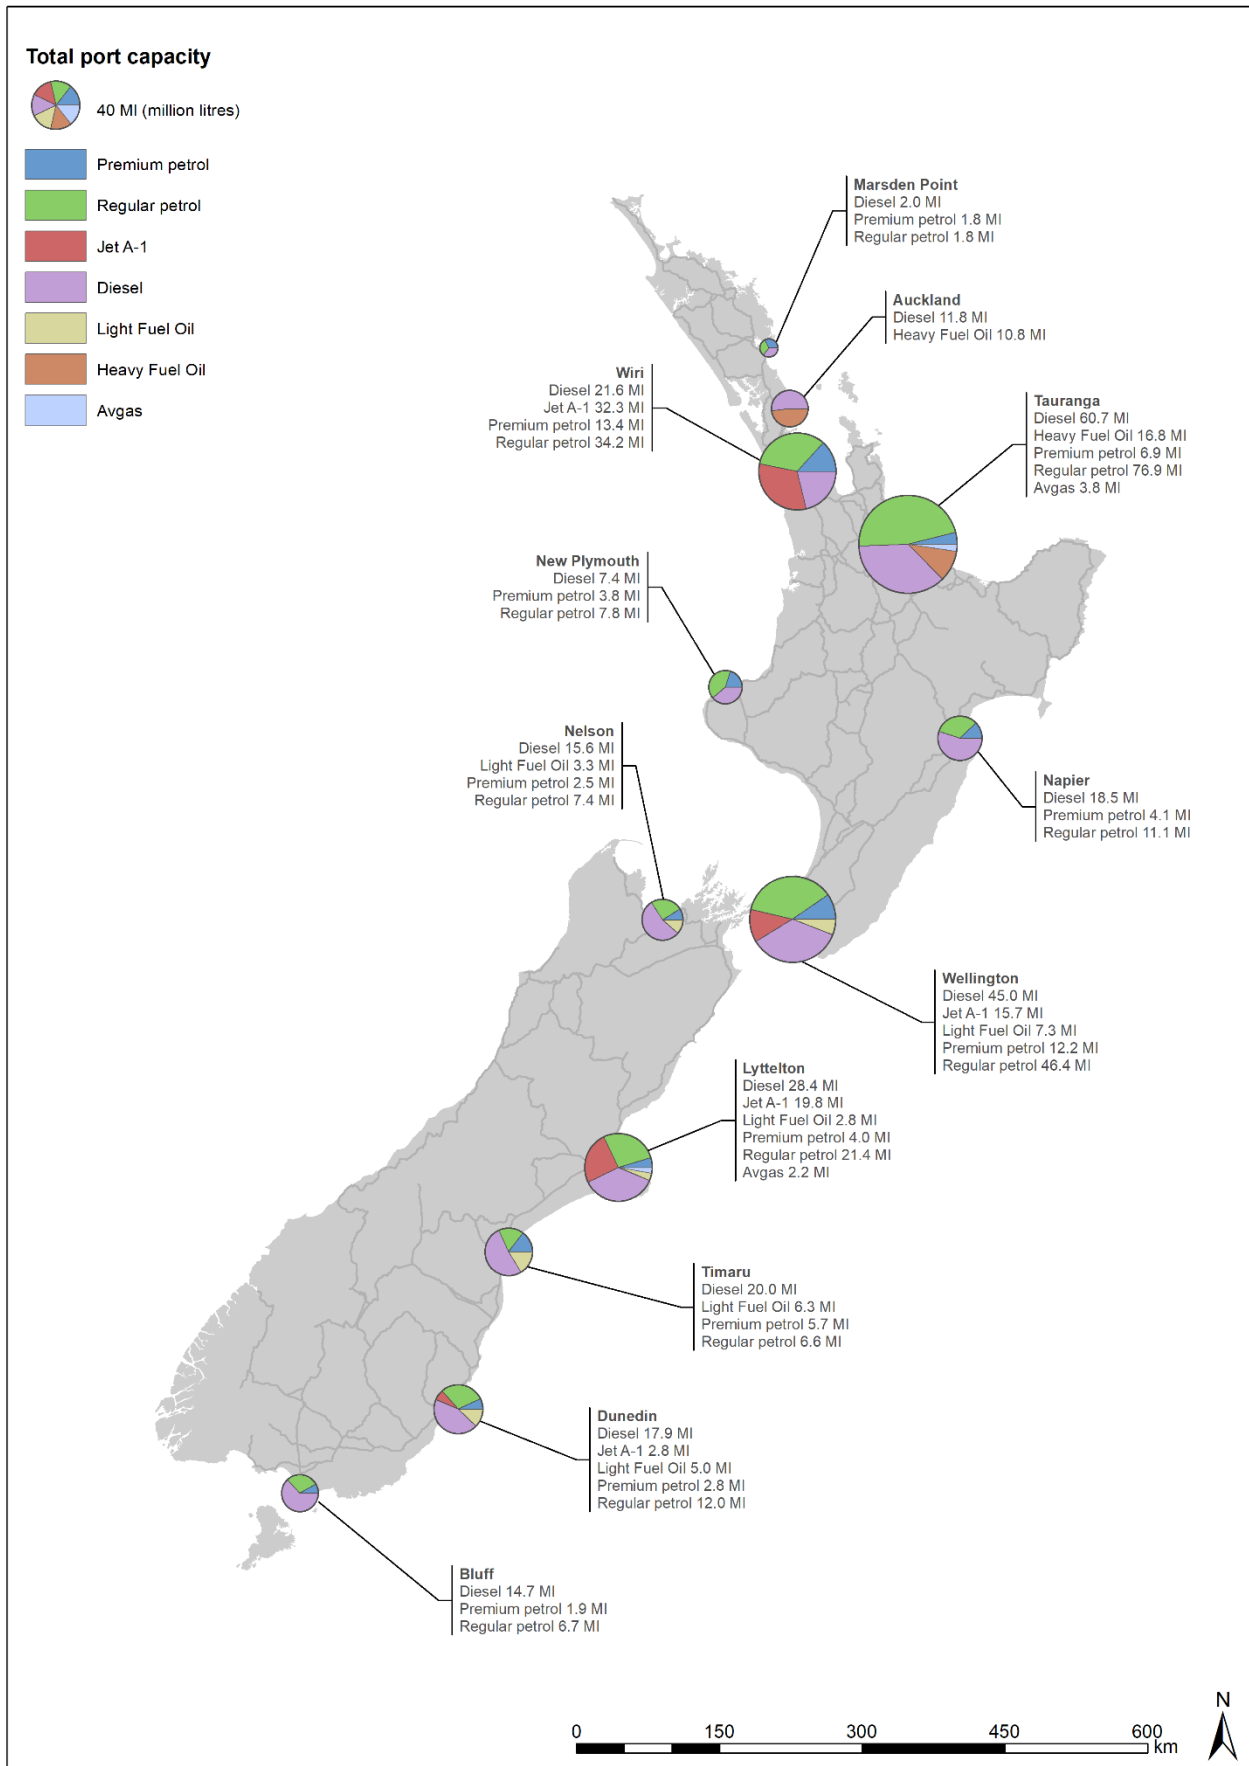 Total port capacity
40 Ml (million litres)
Premium petrol
Regular petrol
Jet A-1
Diesel
Light Fuel Oil
Heavy Fuel Oil
Avgas
Marsden Point
Diesel 2.0 Ml
Premium petrol 1.8 Ml
Regular petrol 1.8 Ml
Auckland
Diesel 11.8 Ml
Heavy Fuel Oil 10.8 Ml
Wiri
Diesel 21.6 Ml
Jet A-1 32.3 Ml
Premium petrol 13.4 Ml
Regular petrol 34.2 Ml
Tauranga
Diesel 60.7 Ml
Heavy Fuel Oil 16.8 Ml
Premium petrol 6.9 Ml
Regular petrol 76.9 Ml
Avgas 3.8 Ml
New Plymouth
Diesel 7.4 Ml
Premium petrol 3.8 Ml
Regular petrol 7.8 Ml
Nelson
Diesel 15.6 Ml
Light Fuel Oil 3.3 Ml
Premium petrol 2.5 Ml
Regular petrol 7.4 Ml
Napier
Diesel 18.5 Ml
Premium petrol 4.1 Ml
Regular petrol 11.1 Ml
Wellington
Diesel 45.0 Ml
Jet A-1 15.7 Ml
Light Fuel Oil 7.3 Ml
Premium petrol 12.2 Ml
Regular petrol 46.4 Ml
Lyttelton
Diesel 28.4 Ml
Jet A-1 19.8 Ml
Light Fuel Oil 2.8 Ml
Premium petrol 4.0 Ml
Regular petrol 21.4 Ml
Avgas 2.2 Ml
Timaru
Diesel 20.0 Ml
Light Fuel Oil 6.3 Ml
Premium petrol 5.7 Ml
Regular petrol 6.6 Ml
Dunedin
Diesel 17.9 Ml
Jet A-1 2.8 Ml
Light Fuel Oil 5.0 Ml
Premium petrol 2.8 Ml
Regular petrol 12.0 Ml
Bluff
Diesel 14.7 Ml
Premium petrol 1.9 Ml
Regular petrol 6.7 Ml
N
0 150 300 450 600
km